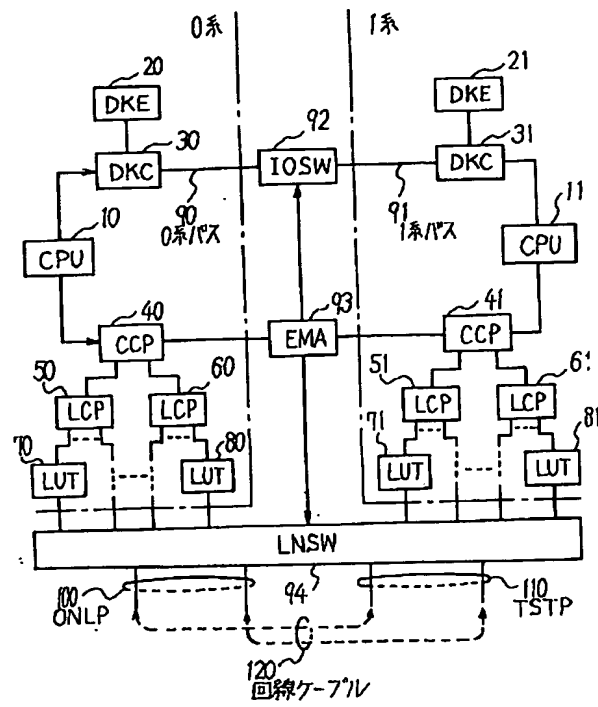 0系 1系
20 21
DKE DKE
30 92 31
DKC IOSW DKC
10 90 91 11
0系バス 1系バス
CPU CPU
40 93 41
CCP EMA CCP
50 60 51 61
LCP LCP LCP LCP
70 80 71 81
LUT LUT LUT LUT
LNSW
100 94 110
ONLP TSTP
120
回線ケーブル